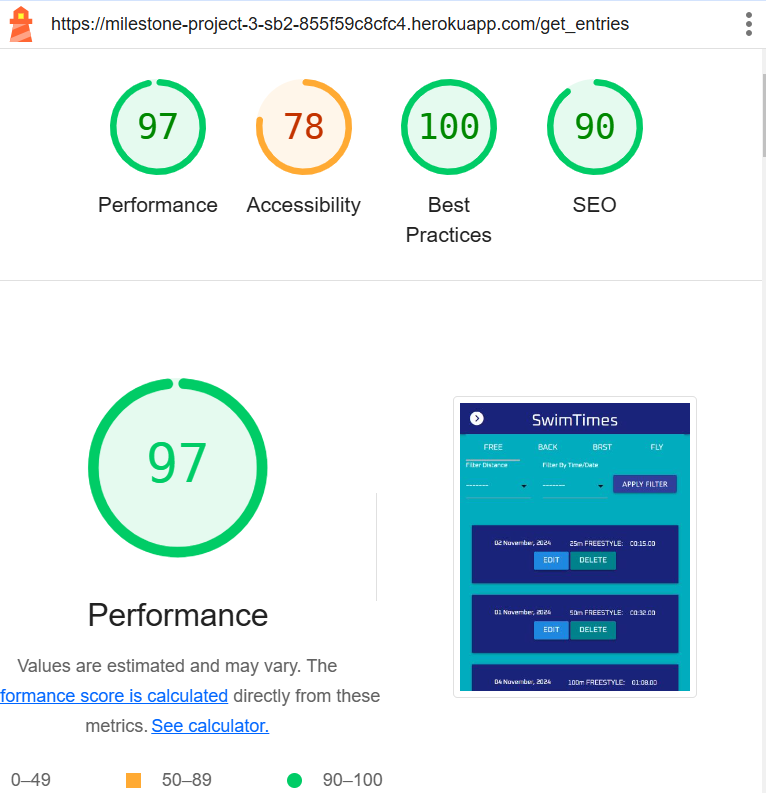 https://milestone-project-3-sb2-855f59c8cfc4.herokuapp.com/get_entries
97
78
100
90
Performance
Accessibility
Best
Practices
SEO
97
Performance
Values are estimated and may vary. The
formance score is calculated directly from these
metrics. See calculator.
0–49
50–89
90–100
SwimTimes
FREE BACK BRST FLY
Filter Distance Filter By Time/Date
-------- -------- APPLY FILTER
02 November, 2024 25m FREESTYLE: 00:15.00
EDIT DELETE
01 November, 2024 50m FREESTYLE: 00:32.00
EDIT DELETE
04 November, 2024 100m FREESTYLE: 01:08.00